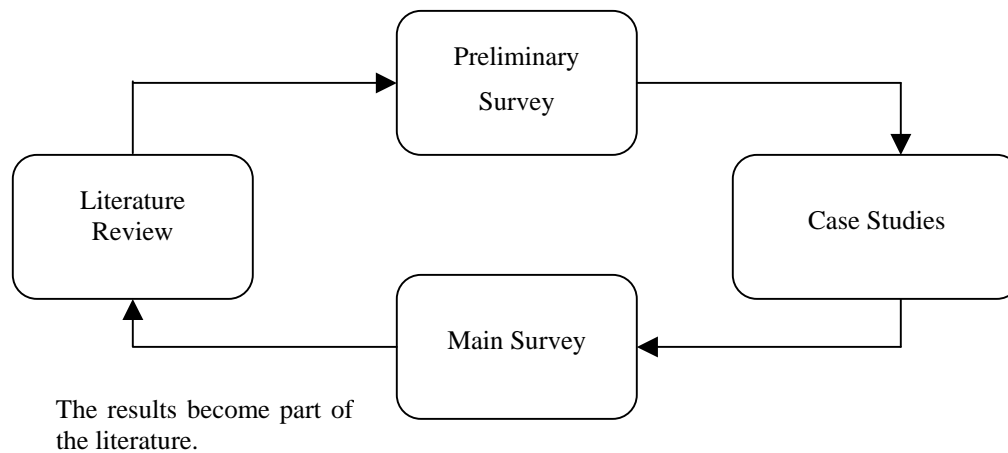 Preliminary
Survey
Literature
Review
Case Studies
Main Survey
The results become part of
the literature.